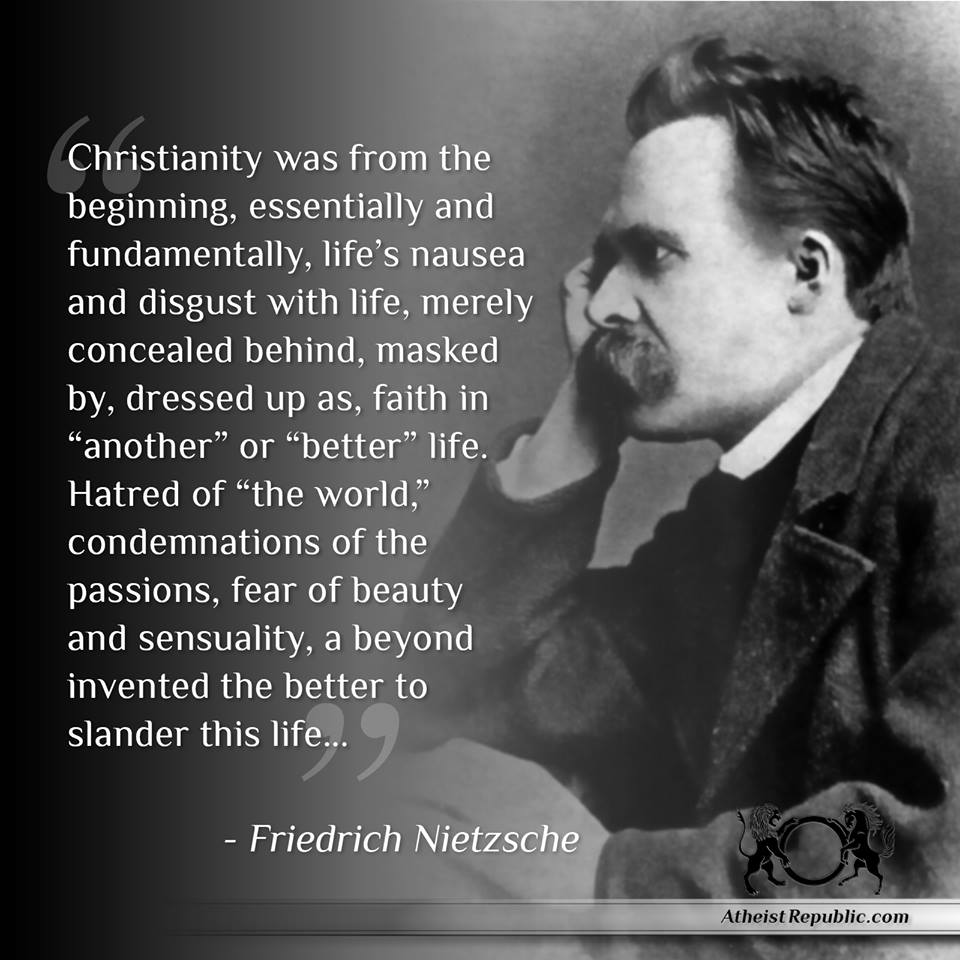 “Christianity was from the
beginning, essentially and
fundamentally, life’s nausea
and disgust with life, merely
concealed behind, masked
by, dressed up as, faith in
“another” or “better” life.
Hatred of “the world,”
condemnations of the
passions, fear of beauty
and sensuality, a beyond
invented the better to
slander this life...”
- Friedrich Nietzsche
AtheistRepublic.com